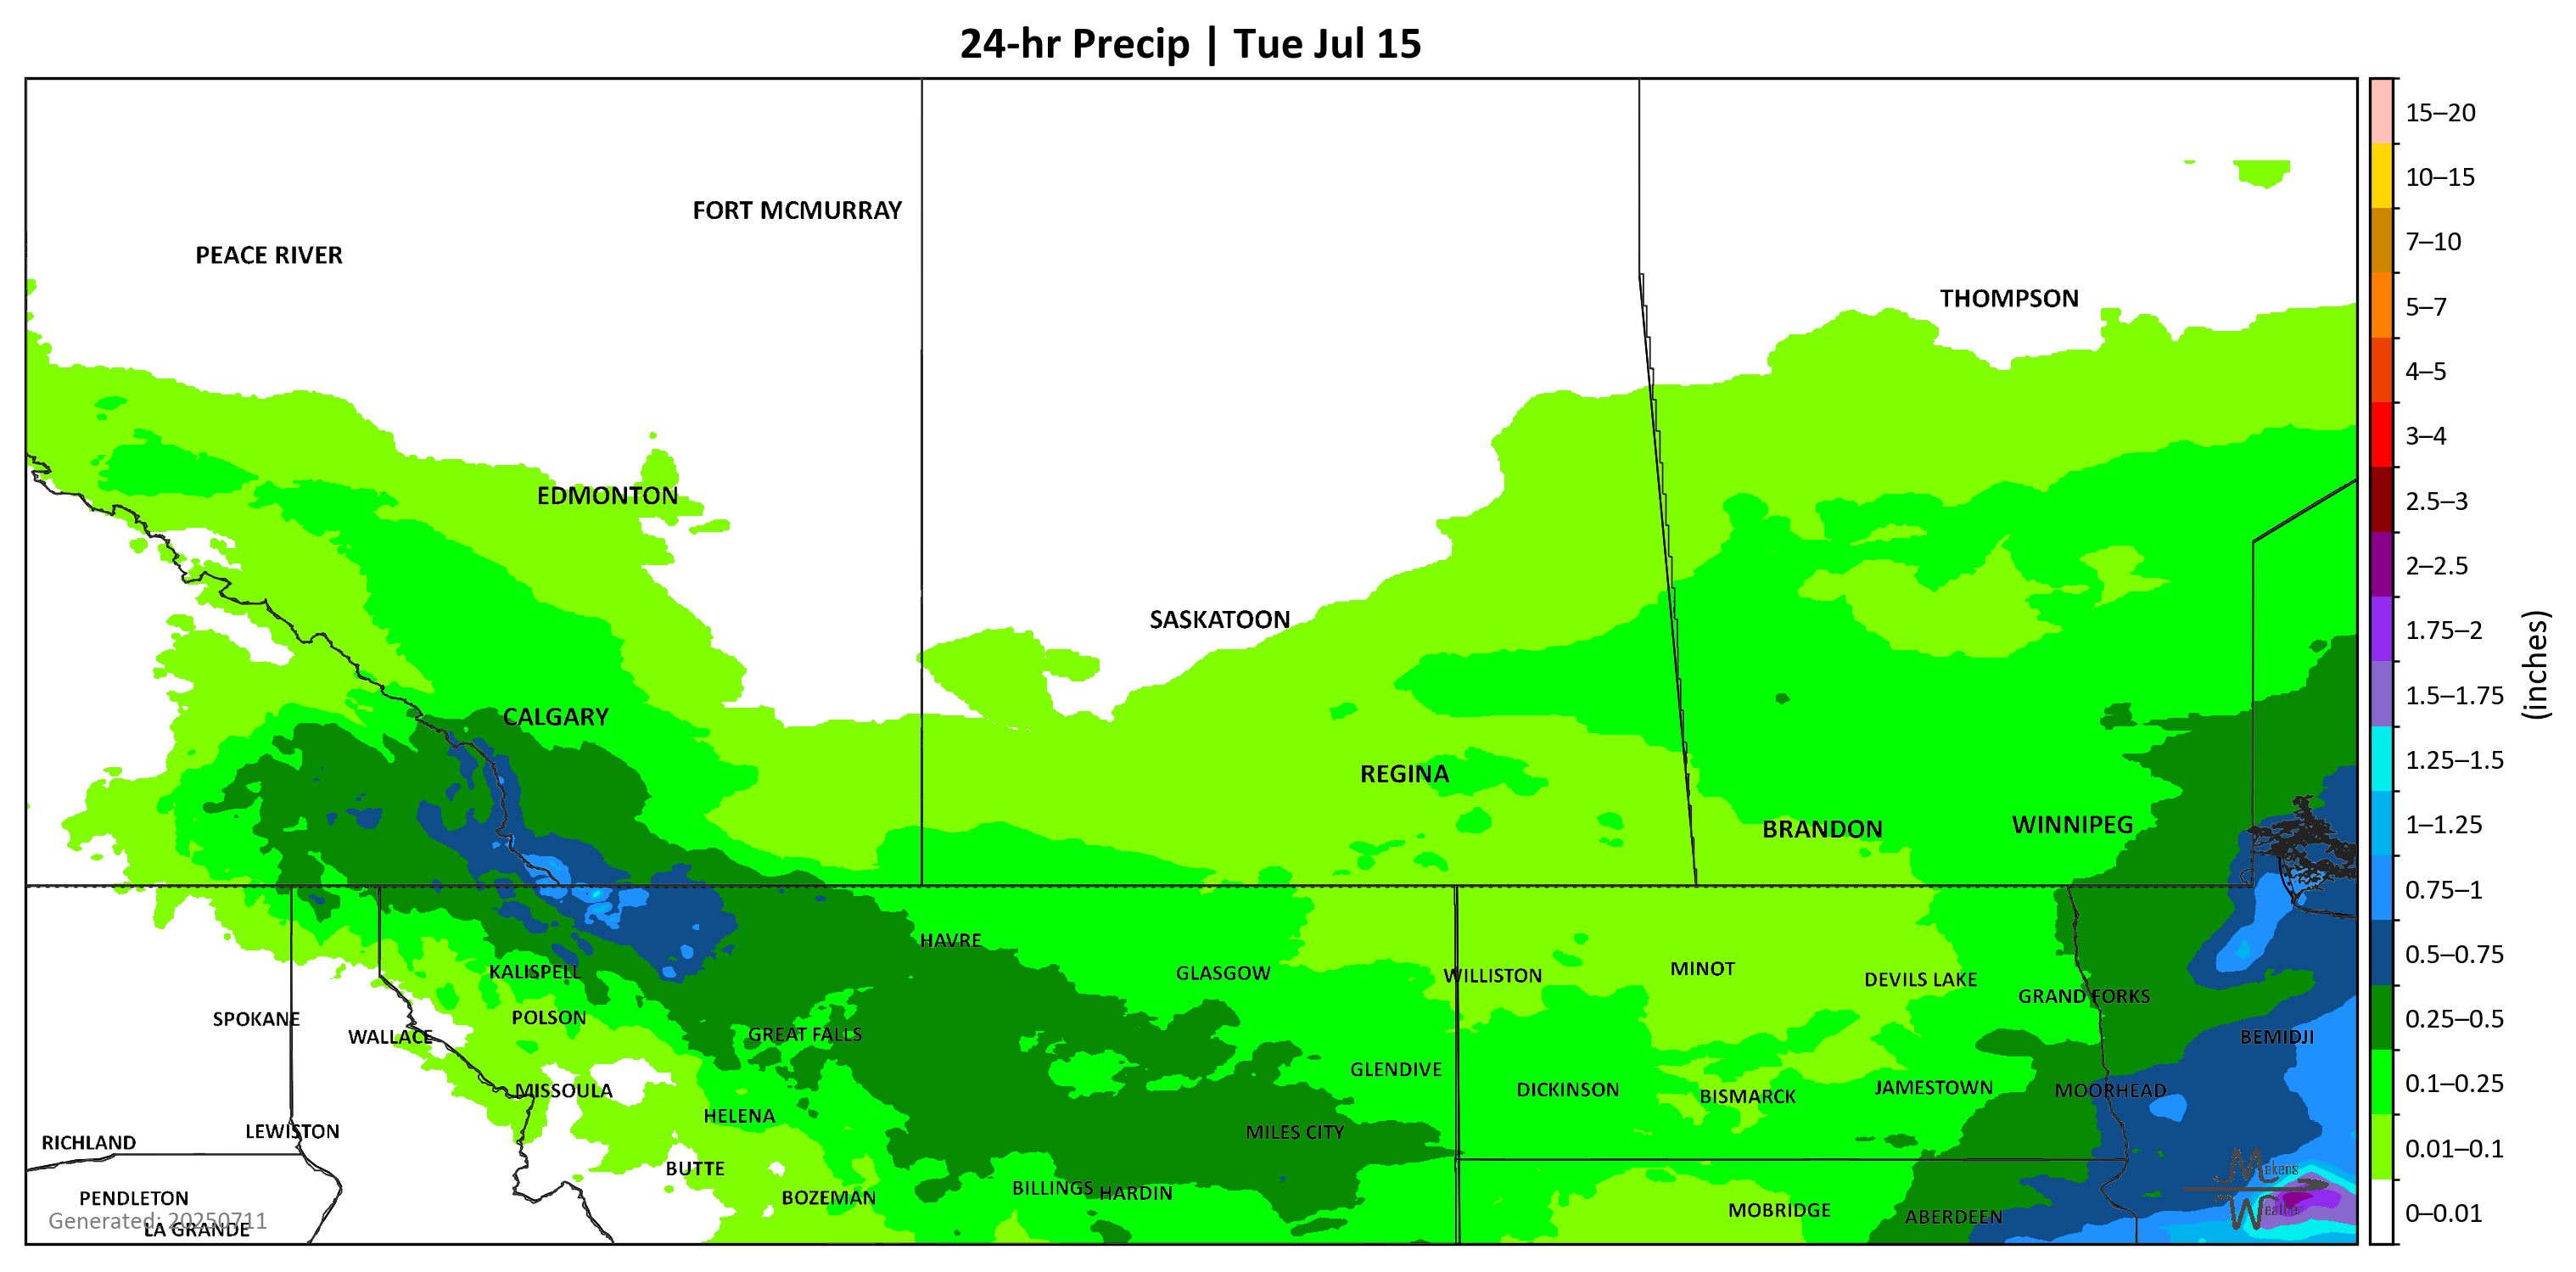 24-hr Precip | Tue Jul 15
FORT MCMURRAY
PEACE RIVER
THOMPSON
EDMONTON
SASKATOON
CALGARY
REGINA
BRANDON
WINNIPEG
HAVRE
KALISPELL
GLASGOW
WILLISTON
MINOT
DEVILS LAKE
GRAND FORKS
SPOKANE
POLSON
WALLACE
GREAT FALLS
BEMIDJI
GLENDIVE
MISSOULA
DICKINSON
BISMARCK
JAMESTOWN
MOORHEAD
HELENA
LEWISTON
MILES CITY
RICHLAND
BUTTE
PENDLETON
BOZEMAN
BILLINGS
HARDIN
MOBRIDGE
ABERDEEN
Generated: 20250711
LA GRANDE
Makens
Weather
15–20
10–15
7–10
5–7
4–5
3–4
2.5–3
2–2.5
1.75–2
1.5–1.75
1.25–1.5
1–1.25
0.75–1
0.5–0.75
0.25–0.5
0.1–0.25
0.01–0.1
0–0.01
(inches)